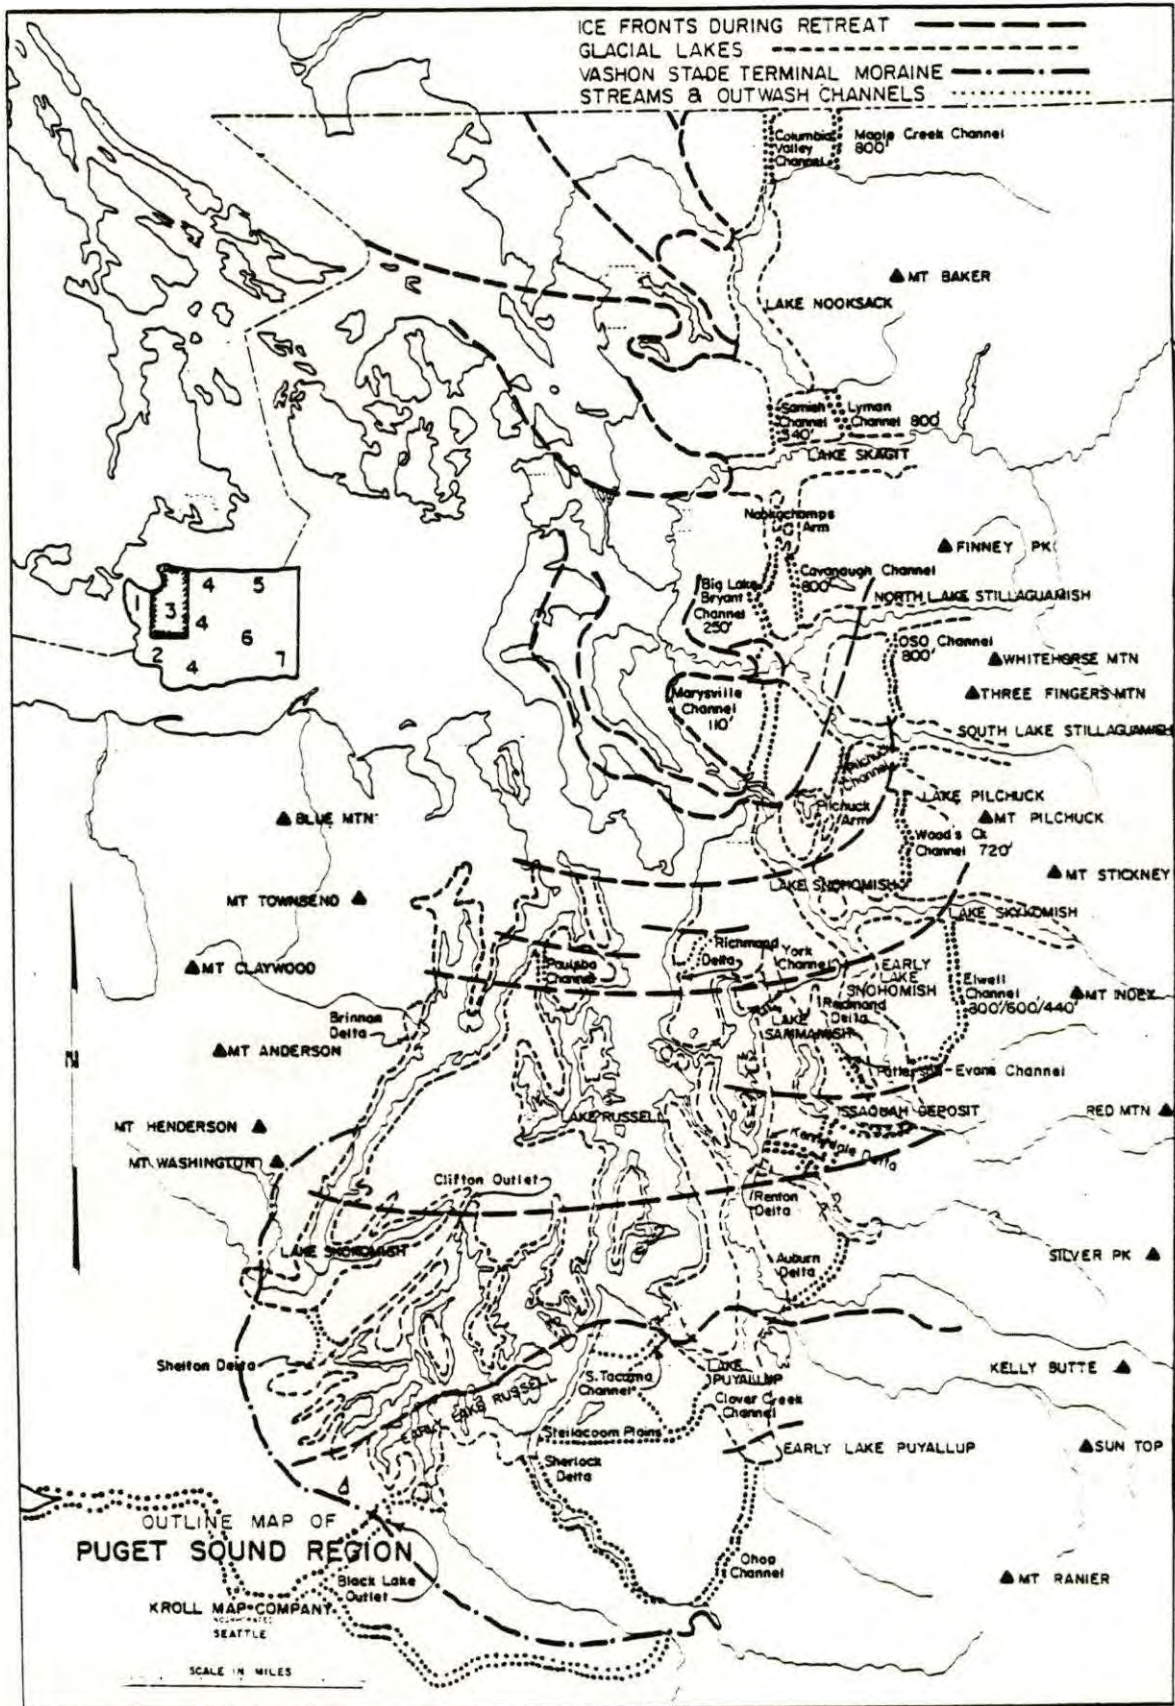 ICE FRONTS DURING RETREAT
GLACIAL LAKES
VASHON STADE TERMINAL MORAINE
STREAMS & OUTWASH CHANNELS
Columbia
Valley
Channel
Maple Creek Channel
800'
MT BAKER
LAKE NOOKSACK
Samish
Channel
340'
Lyman
Channel 800'
LAKE SKAGIT
Nookachamps
Arm
FINNEY PK
Cavanaugh Channel
800'
Big Lake
Bryant
Channel
250'
NORTH LAKE STILLAGUAMISH
1
2
3
4
4
4
5
6
7
OSO Channel
800'
WHITEHORSE MTN
THREE FINGERS MTN
Marysville
Channel
110'
SOUTH LAKE STILLAGUAMISH
Pilchuck
Channel
LAKE PILCHUCK
Pilchuck
Arm
MT PILCHUCK
BLUE MTN
Wood's Ck
Channel 720'
MT STICKNEY
LAKE SNOHOMISH
MT TOWNSEND
LAKE SKYKOMISH
Richmond
Delta
York
Channel
Poulsbo
Channel
MT CLAYWOOD
EARLY
LAKE
SNOHOMISH
Elwell
Channel
800'/600'/440'
MT INDEX
Redmond
Delta
LAKE
SAMMAMISH
Brinnon
Delta
MT ANDERSON
Patterson-Evans Channel
LAKE RUSSELL
ISSAQUAH DEPOSIT
RED MTN
MT HENDERSON
Kennydale Delta
MT WASHINGTON
Clifton Outlet
Renton
Delta
LAKE SKOKOMISH
Auburn
Delta
SILVER PK
Shelton Delta
LAKE
PUYALLUP
KELLY BUTTE
S. Tacoma
Channel
EARLY LAKE RUSSELL
Clover Creek
Channel
Steilacoom Plains
EARLY LAKE PUYALLUP
SUN TOP
Sherlock
Delta
OUTLINE MAP OF
PUGET SOUND REGION
Black Lake
Outlet
Ohop
Channel
MT RANIER
KROLL MAP COMPANY
INCORPORATED
SEATTLE
SCALE IN MILES
N